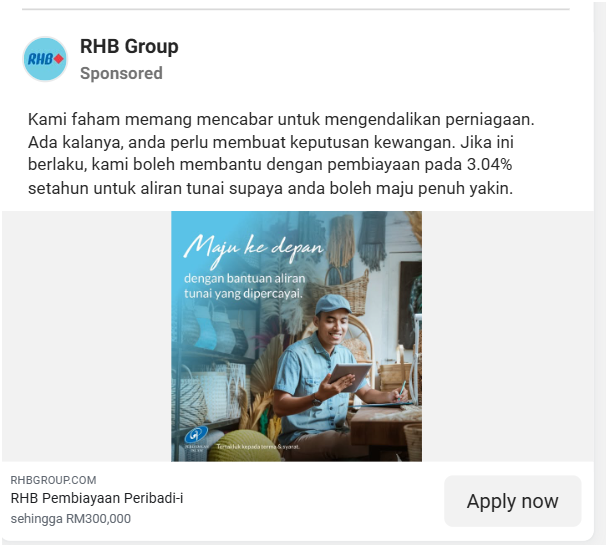 RHB
RHB Group
Sponsored
Kami faham memang mencabar untuk mengendalikan perniagaan.
Ada kalanya, anda perlu membuat keputusan kewangan. Jika ini
berlaku, kami boleh membantu dengan pembiayaan pada 3.04%
setahun untuk aliran tunai supaya anda boleh maju penuh yakin.
Maju ke depan
dengan bantuan aliran
tunai yang dipercayai.
Tertakluk kepada terma & syarat.
RHBGROUP.COM
RHB Pembiayaan Peribadi-i
sehingga RM300,000
Apply now